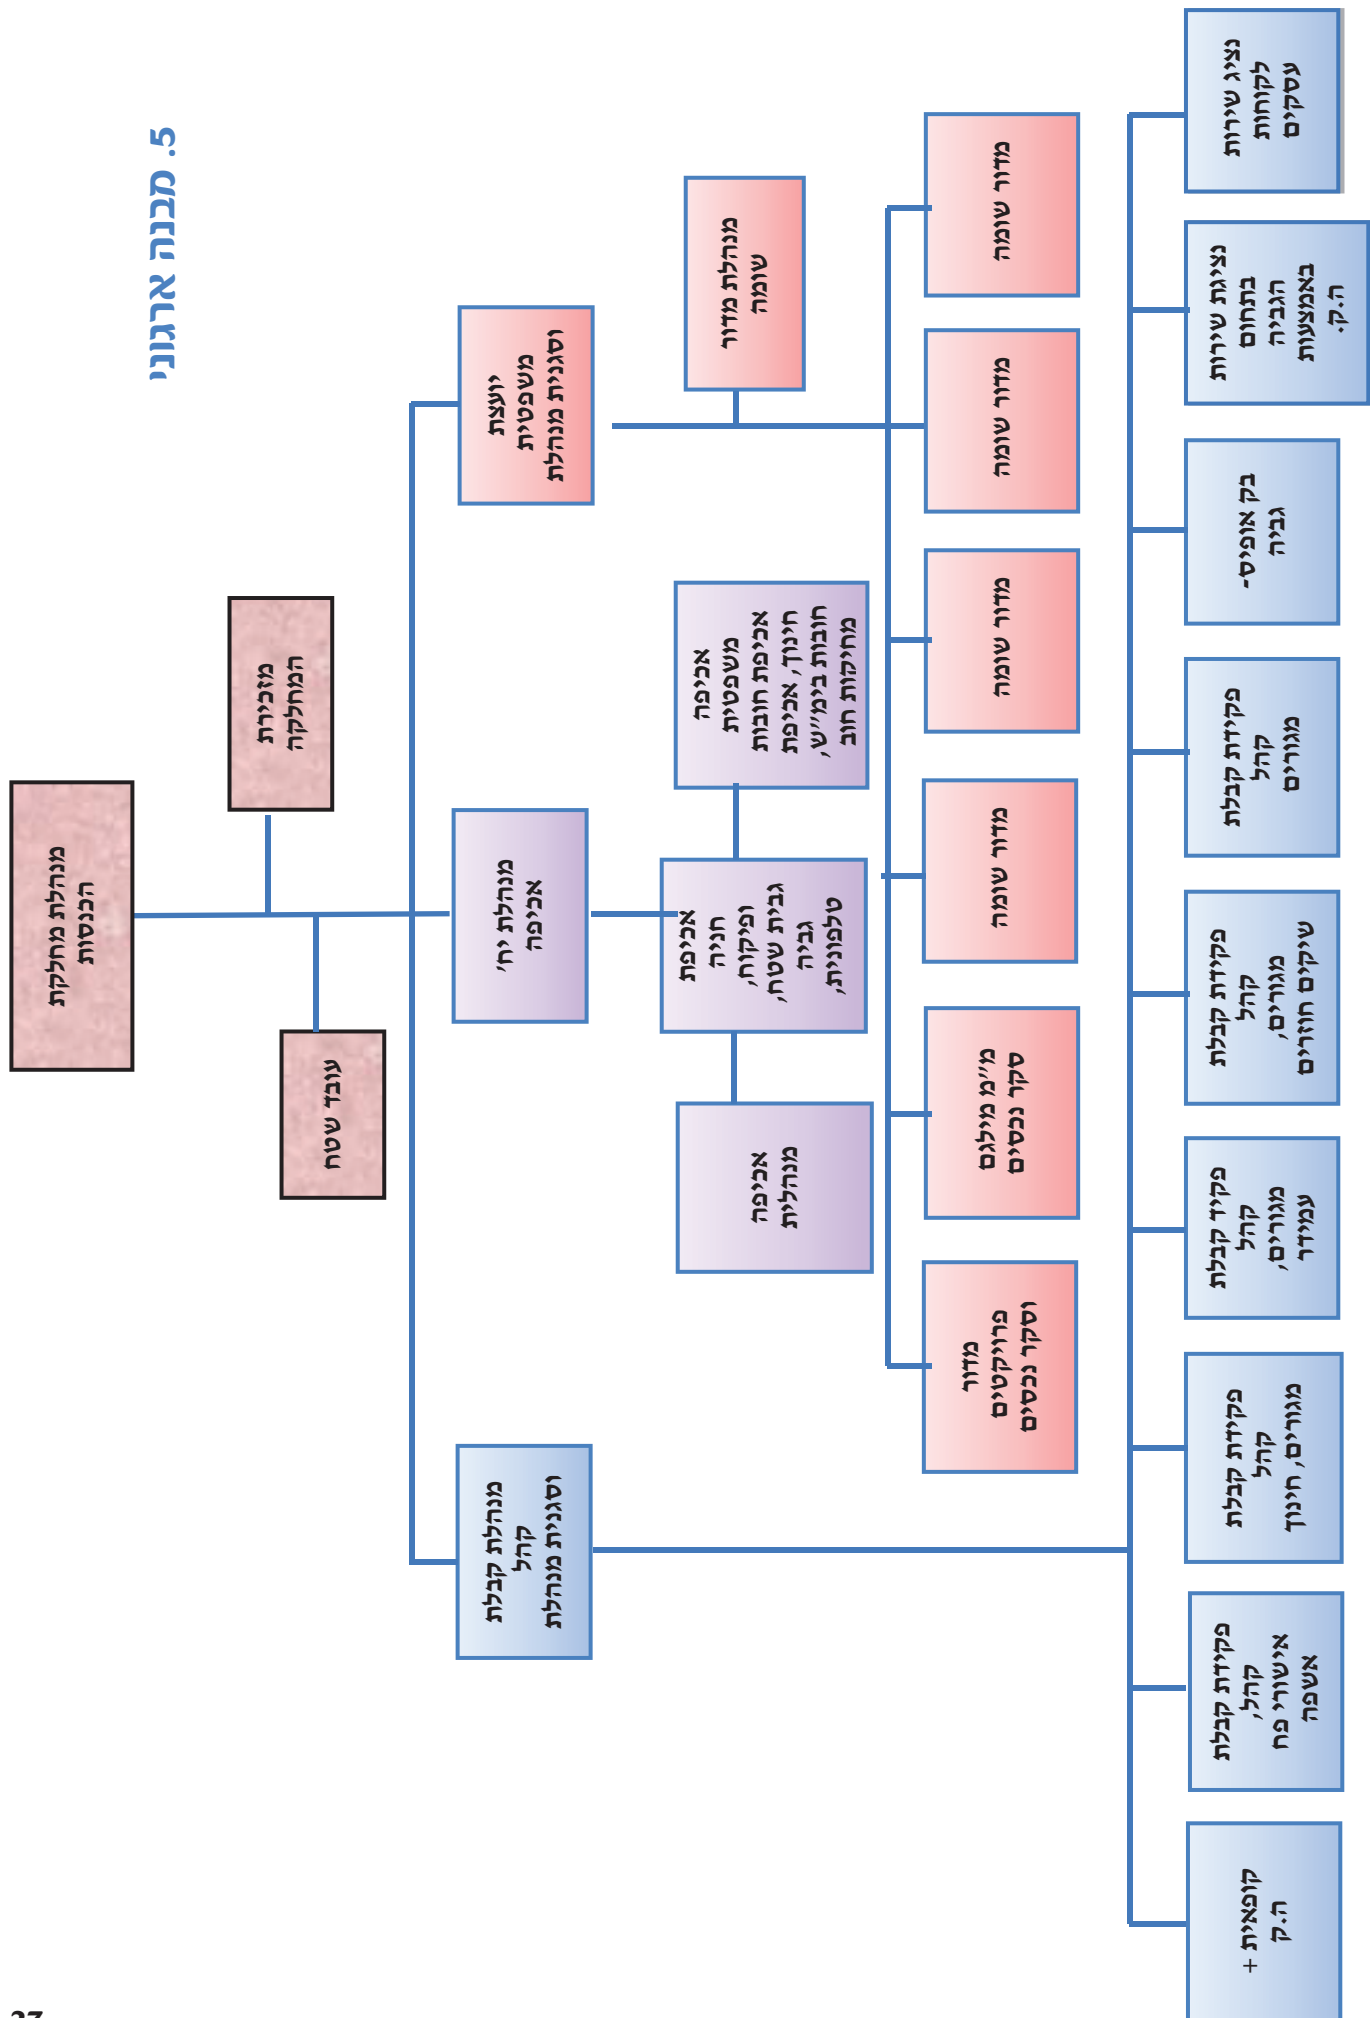 5. מבנה ארגוני
מנהלת מחלקת
הכנסות
מזכירת
המחלקה
עובד שטח
יועצת
משפטית
וסגנית מנהלת
מנהלת יח'
אכיפה
מנהלת קבלת
קהל
וסגנית מנהלת
מנהלת מדור
שומה
אכיפה
משפטית
אכיפת חובות
חינוך, אכיפת
חובות בימ״ש,
מחיקות חוב
אכיפת
חניה
ופיקוח,
גבית שטח,
גביה
טלפונית,
אכיפה
מנהלית
מדור שומה
מדור שומה
מדור שומה
מדור שומה
מ״מ מילגם
סקר נכסים
מדור
פרויקטים
וסקר נכסים
נציג שירות
לקוחות
עסקים
נציגת שירות
בתחום
הגביה
באמצעות
ה.ק.
בק אופיס-
גביה
פקידת קבלת
קהל
מגורים
פקידת קבלת
קהל
מגורים,
שיקים חוזרים
פקיד קבלת
קהל
מגורים,
עמידר
פקידת קבלת
קהל
מגורים, חינוך
פקידת קבלת
קהל,
אישורי פח
אשפה
קופאית +
ה.ק